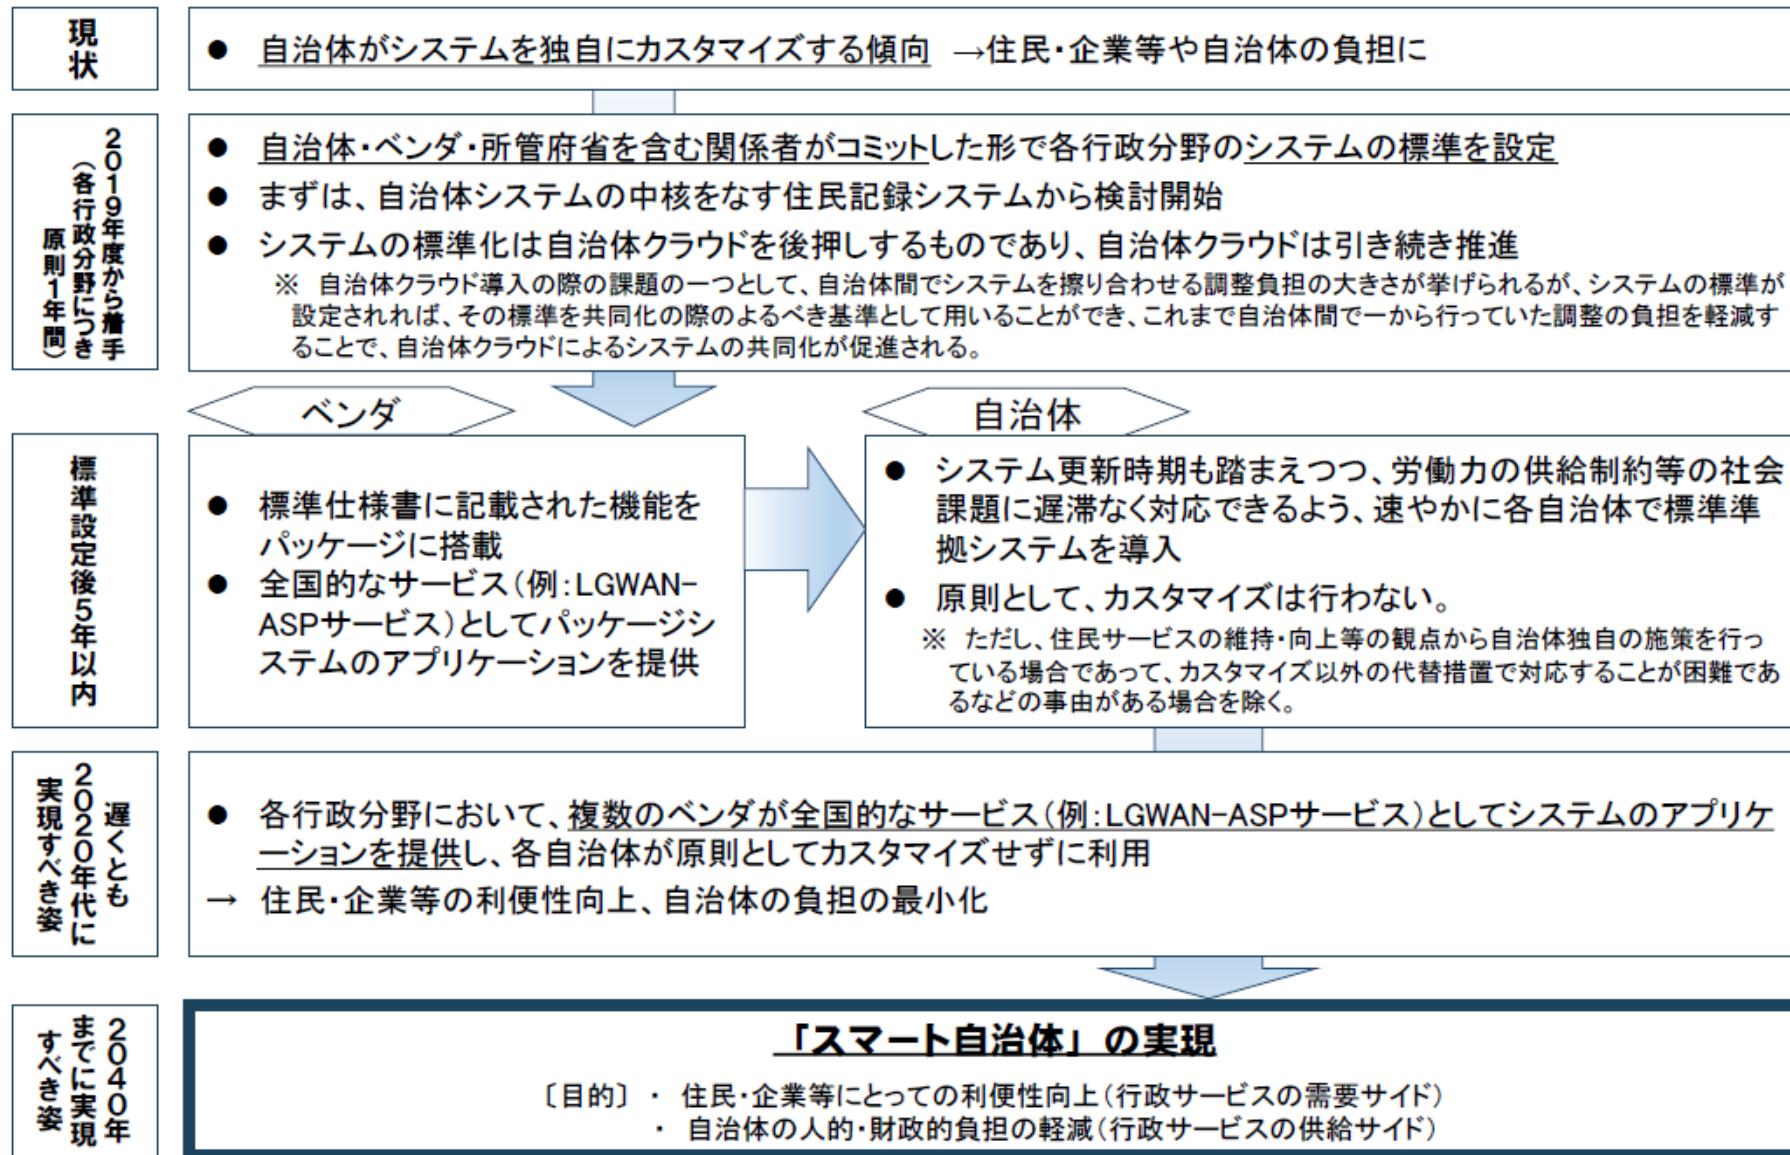 現状
● 自治体がシステムを独自にカスタマイズする傾向 →住民・企業等や自治体の負担に
2019年度から着手
(各行政分野につき
原則1年間)
● 自治体・ベンダ・所管府省を含む関係者がコミットした形で各行政分野のシステムの標準を設定
● まずは、自治体システムの中核をなす住民記録システムから検討開始
● システムの標準化は自治体クラウドを後押しするものであり、自治体クラウドは引き続き推進
※ 自治体クラウド導入の際の課題の一つとして、自治体間でシステムを擦り合わせる調整負担の大きさが挙げられるが、システムの標準が
設定されれば、その標準を共同化の際のよるべき基準として用いることができ、これまで自治体間で一から行っていた調整の負担を軽減す
ることで、自治体クラウドによるシステムの共同化が促進される。
標準設定後5年以内
ベンダ
● 標準仕様書に記載された機能を
パッケージに搭載
● 全国的なサービス(例:LGWAN-
ASPサービス)としてパッケージシ
ステムのアプリケーションを提供
自治体
● システム更新時期も踏まえつつ、労働力の供給制約等の社会
課題に遅滞なく対応できるよう、速やかに各自治体で標準準
拠システムを導入
● 原則として、カスタマイズは行わない。
※ ただし、住民サービスの維持・向上等の観点から自治体独自の施策を行っ
ている場合であって、カスタマイズ以外の代替措置で対応することが困難であ
るなどの事由がある場合を除く。
遅くとも
2020年代に
実現すべき姿
● 各行政分野において、複数のベンダが全国的なサービス(例:LGWAN-ASPサービス)としてシステムのアプリケ
ーションを提供し、各自治体が原則としてカスタマイズせずに利用
→ 住民・企業等の利便性向上、自治体の負担の最小化
2040年
までに実現
すべき姿
「スマート自治体」の実現
〔目的〕・ 住民・企業等にとっての利便性向上(行政サービスの需要サイド)
・ 自治体の人的・財政的負担の軽減(行政サービスの供給サイド)